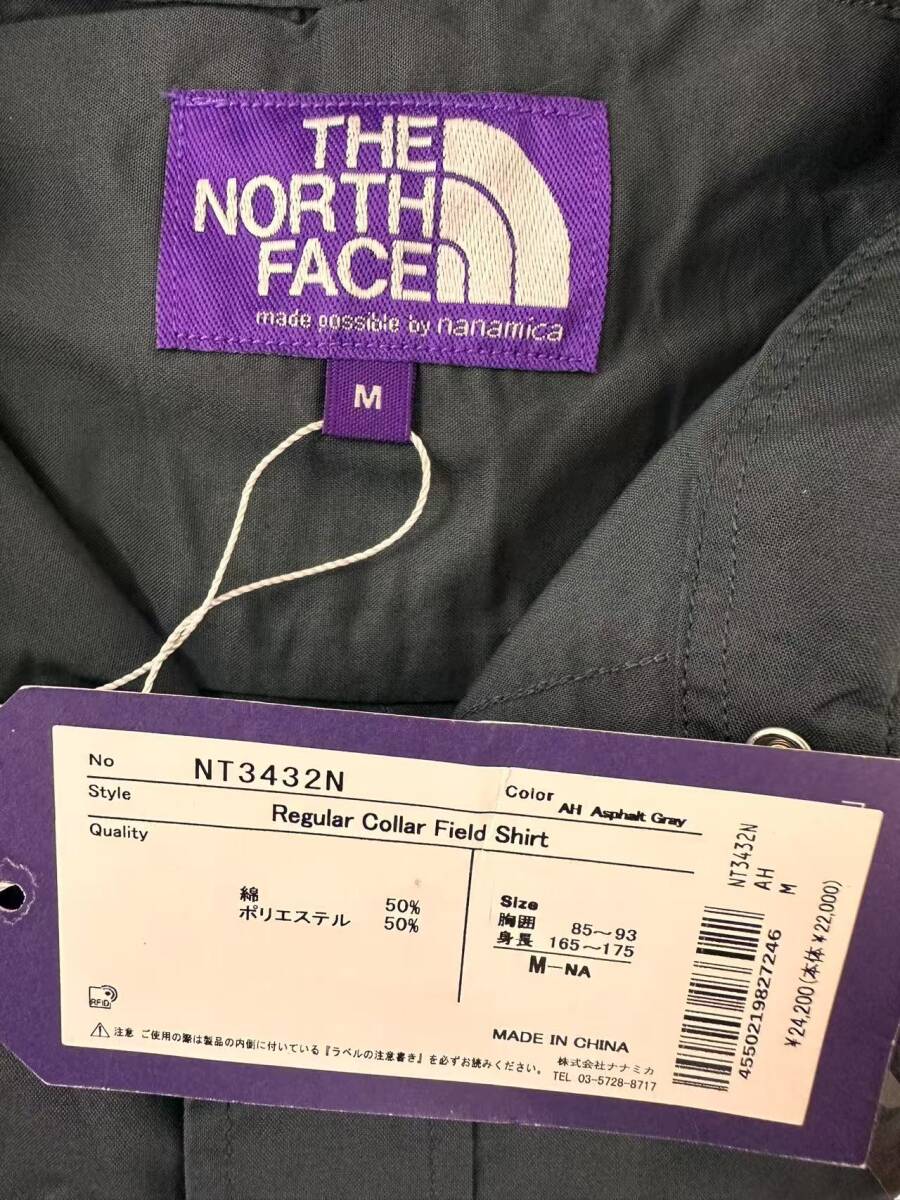 THE
NORTH
FACE
made possible by nanamica
M
No NT3432N
Color AH Asphalt Gray
Style Regular Collar Field Shirt
Quality
綿 50%
ポリエステル 50%
Size
胸囲 85～93
身長 165～175
M-NA
RFID
MADE IN CHINA
注意 ご使用の際は製品の内側に付いている『ラベルの注意書き』を必ずお読みください。
株式会社ナナミカ
TEL 03-5728-8717
NT3432N
AH
M
4550219827246
¥24,200(本体¥22,000)